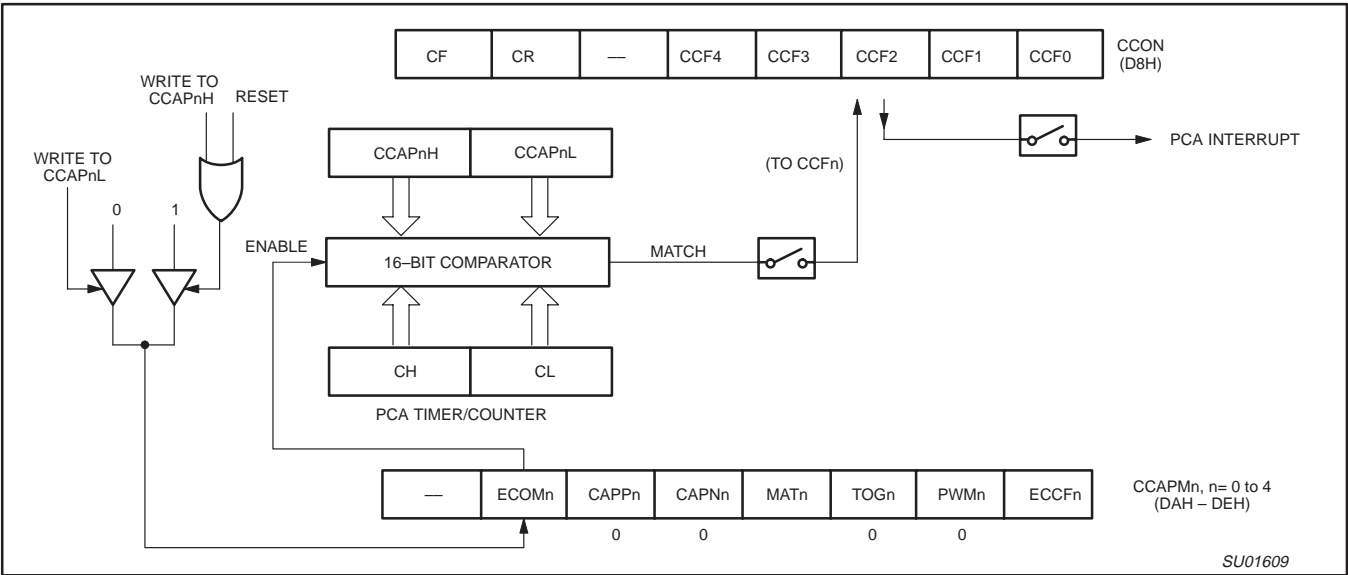 CF CR — CCF4 CCF3 CCF2 CCF1 CCF0
CCON
(D8H)
WRITE TO
CCAPnH
RESET
WRITE TO
CCAPnL
0 1
CCAPnH CCAPnL
(TO CCFn)
PCA INTERRUPT
ENABLE
16–BIT COMPARATOR
MATCH
CH CL
PCA TIMER/COUNTER
— ECOMn CAPPn CAPNn MATn TOGn PWMn ECCFn
CCAPMn, n= 0 to 4
(DAH – DEH)
0 0 0 0
SU01609